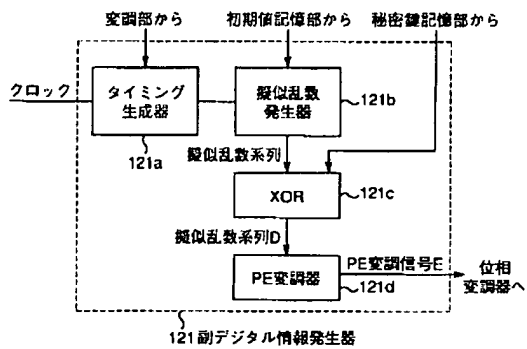 変調部から
初期値記憶部から
秘密鍵記憶部から
クロック
タイミング
生成器
121a
擬似乱数
発生器
121b
擬似乱数系列
XOR
121c
擬似乱数系列D
PE変調器
121d
PE変調信号E
位相
変調器へ
121副デジタル情報発生器